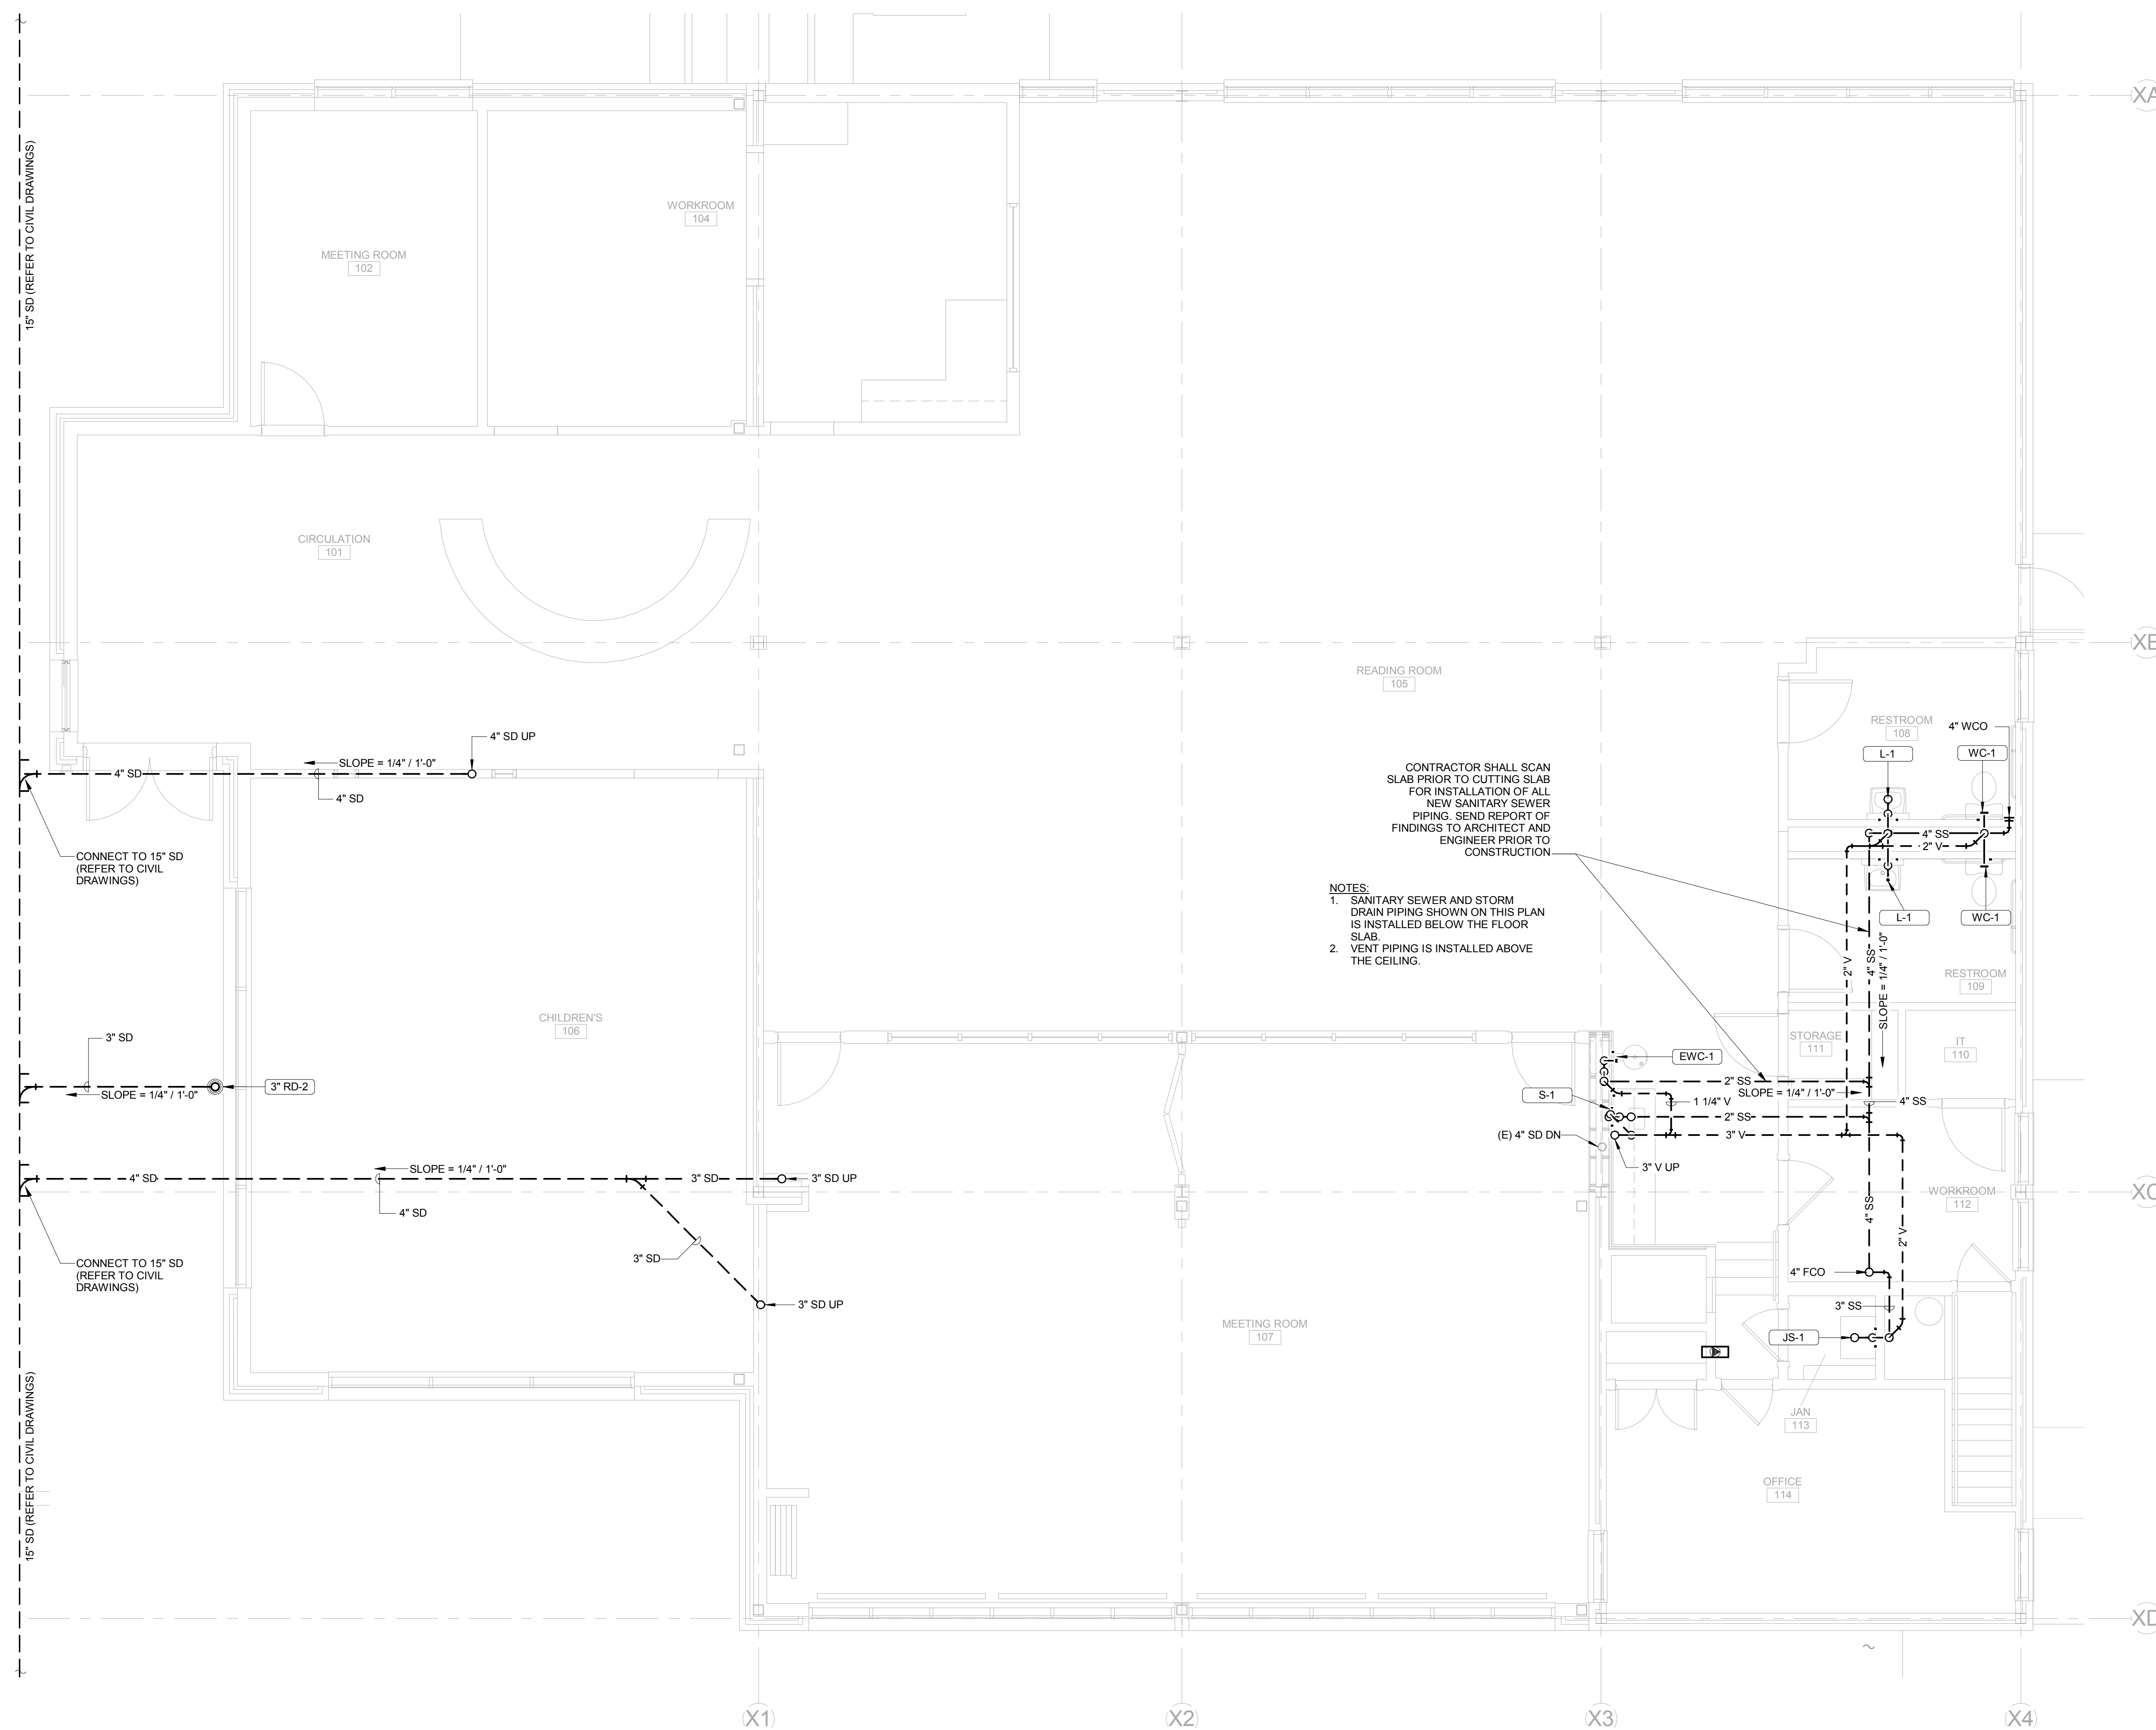 XA
15" SD (REFER TO CIVIL DRAWINGS)
WORKROOM
104
MEETING ROOM
102
CIRCULATION
101
XB
READING ROOM
105
RESTROOM
108
4" WCO
L-1
WC-1
4" SD UP
SLOPE = 1/4" / 1'-0"
4" SD
4" SD
CONNECT TO 15" SD
(REFER TO CIVIL
DRAWINGS)
CONTRACTOR SHALL SCAN
SLAB PRIOR TO CUTTING SLAB
FOR INSTALLATION OF ALL
NEW SANITARY SEWER
PIPING. SEND REPORT OF
FINDINGS TO ARCHITECT AND
ENGINEER PRIOR TO
CONSTRUCTION
4" SS
2" V
L-1
WC-1
NOTES:
1. SANITARY SEWER AND STORM
DRAIN PIPING SHOWN ON THIS PLAN
IS INSTALLED BELOW THE FLOOR
SLAB.
2. VENT PIPING IS INSTALLED ABOVE
THE CEILING.
2" V
4" SS
SLOPE = 1/4" / 1'-0"
RESTROOM
109
CHILDREN'S
106
3" SD
3" RD-2
SLOPE = 1/4" / 1'-0"
STORAGE
111
IT
110
EWC-1
2" SS
SLOPE = 1/4" / 1'-0"
S-1
1 1/4" V
4" SS
2" SS
(E) 4" SD DN
3" V
3" V UP
SLOPE = 1/4" / 1'-0"
4" SD
3" SD
3" SD UP
4" SD
XC
WORKROOM
112
4" SS
2" V
3" SD
CONNECT TO 15" SD
(REFER TO CIVIL
DRAWINGS)
4" FCO
3" SD UP
3" SS
MEETING ROOM
107
JS-1
JAN
113
15" SD (REFER TO CIVIL DRAWINGS)
OFFICE
114
XD
X1
X2
X3
X4